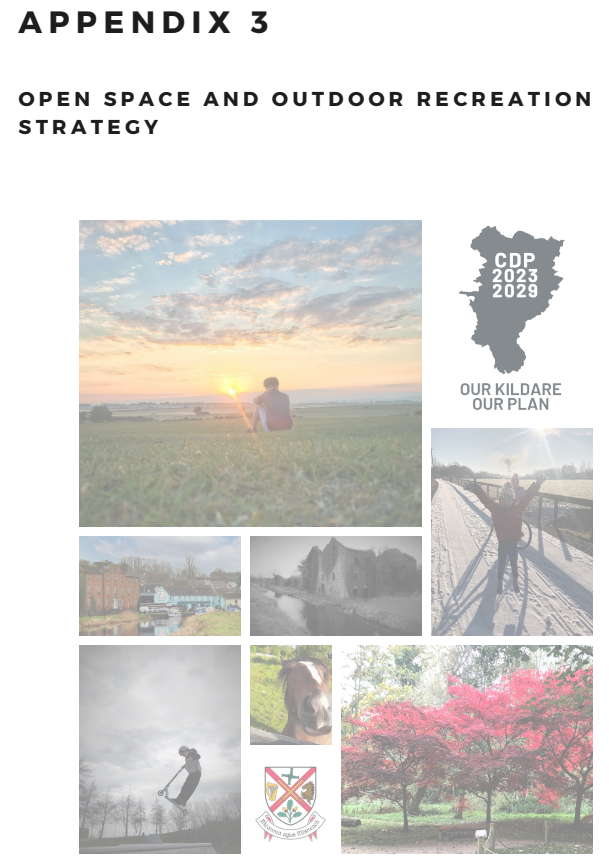 APPENDIX 3
OPEN SPACE AND OUTDOOR RECREATION
STRATEGY
CDP
2023
2029
OUR KILDARE
OUR PLAN